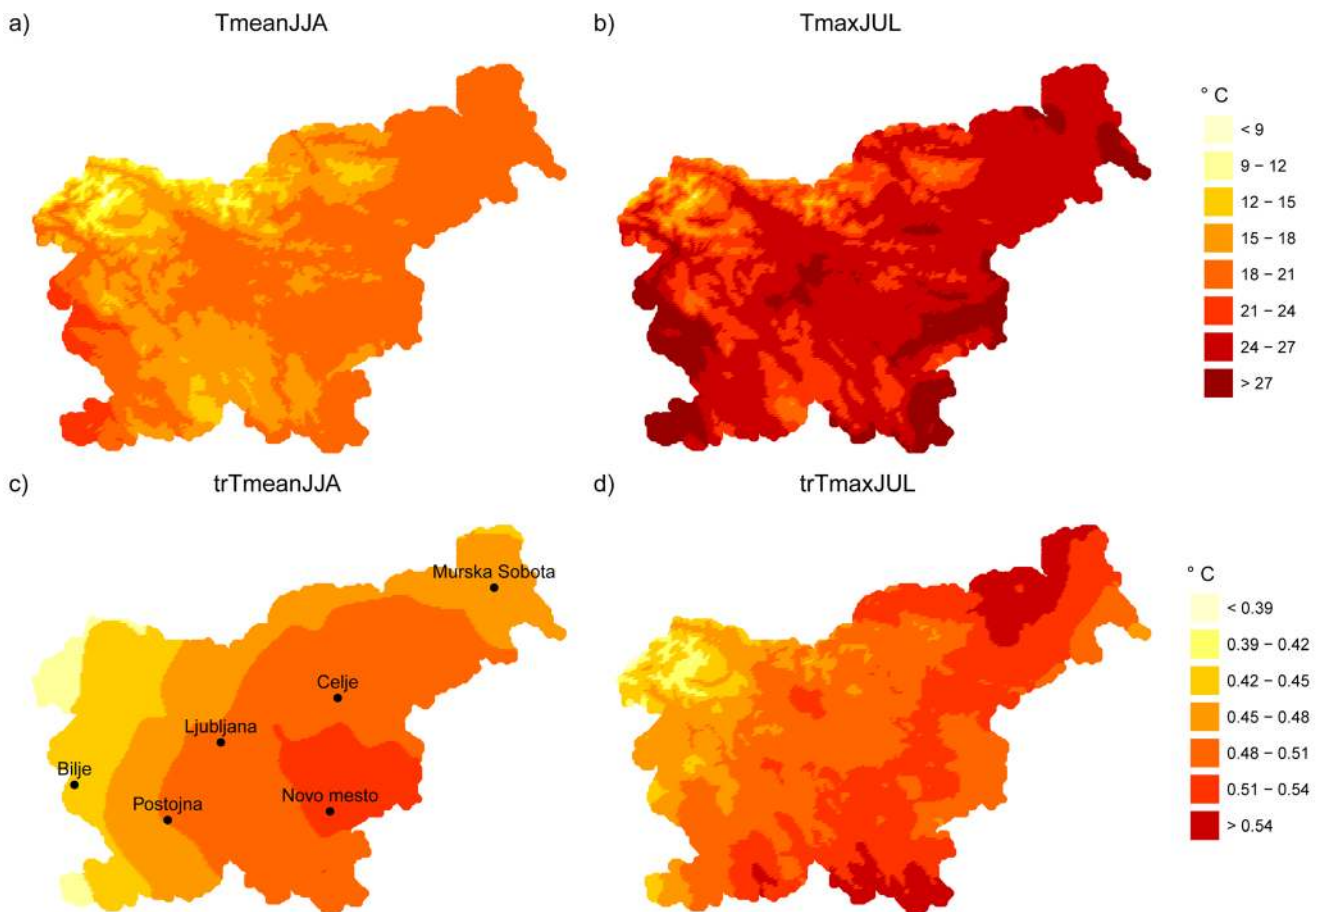 a)
TmeanJJA
b)
TmaxJUL
° C
< 9
9 – 12
12 – 15
15 – 18
18 – 21
21 – 24
24 – 27
> 27
c)
trTmeanJJA
d)
trTmaxJUL
Murska Sobota
Celje
Ljubljana
Bilje
Postojna
Novo mesto
° C
< 0.39
0.39 – 0.42
0.42 – 0.45
0.45 – 0.48
0.48 – 0.51
0.51 – 0.54
> 0.54